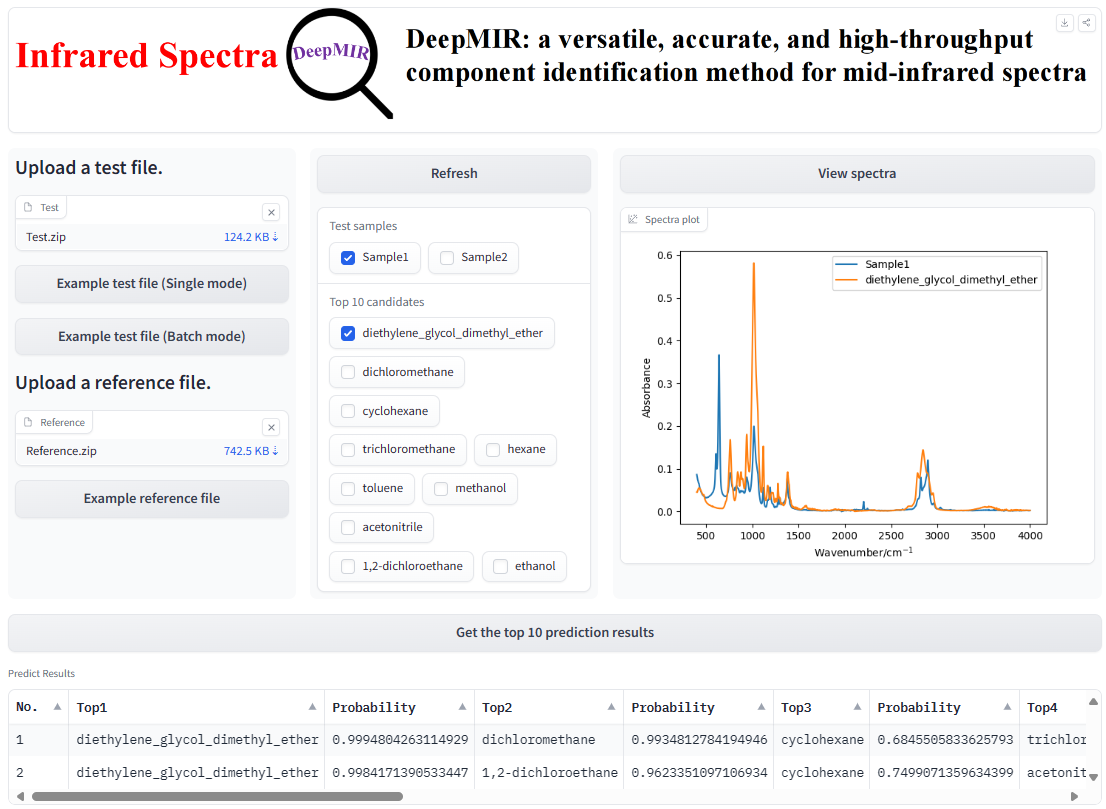 Infrared Spectra
DeepMIR
DeepMIR: a versatile, accurate, and high-throughput
component identification method for mid-infrared spectra
Upload a test file.
Test
Test.zip
124.2 KB ⇣
Example test file (Single mode)
Example test file (Batch mode)
Upload a reference file.
Reference
Reference.zip
742.5 KB ⇣
Example reference file
Refresh
Test samples
Sample1
Sample2
Top 10 candidates
diethylene_glycol_dimethyl_ether
dichloromethane
cyclohexane
trichloromethane
hexane
toluene
methanol
acetonitrile
1,2-dichloroethane
ethanol
View spectra
Spectra plot
Sample1
diethylene_glycol_dimethyl_ether
0.6
0.5
0.4
0.3
0.2
0.1
0.0
Absorbance
500 1000 1500 2000 2500 3000 3500 4000
Wavenumber/cm⁻¹
Get the top 10 prediction results
Predict Results
No. Top1 Probability Top2 Probability Top3 Probability Top4
1 diethylene_glycol_dimethyl_ether 0.9994804263114929 dichloromethane 0.9934812784194946 cyclohexane 0.6845505833625793 trichlor
2 diethylene_glycol_dimethyl_ether 0.9984171390533447 1,2-dichloroethane 0.9623351097106934 cyclohexane 0.7499071359634399 acetonit